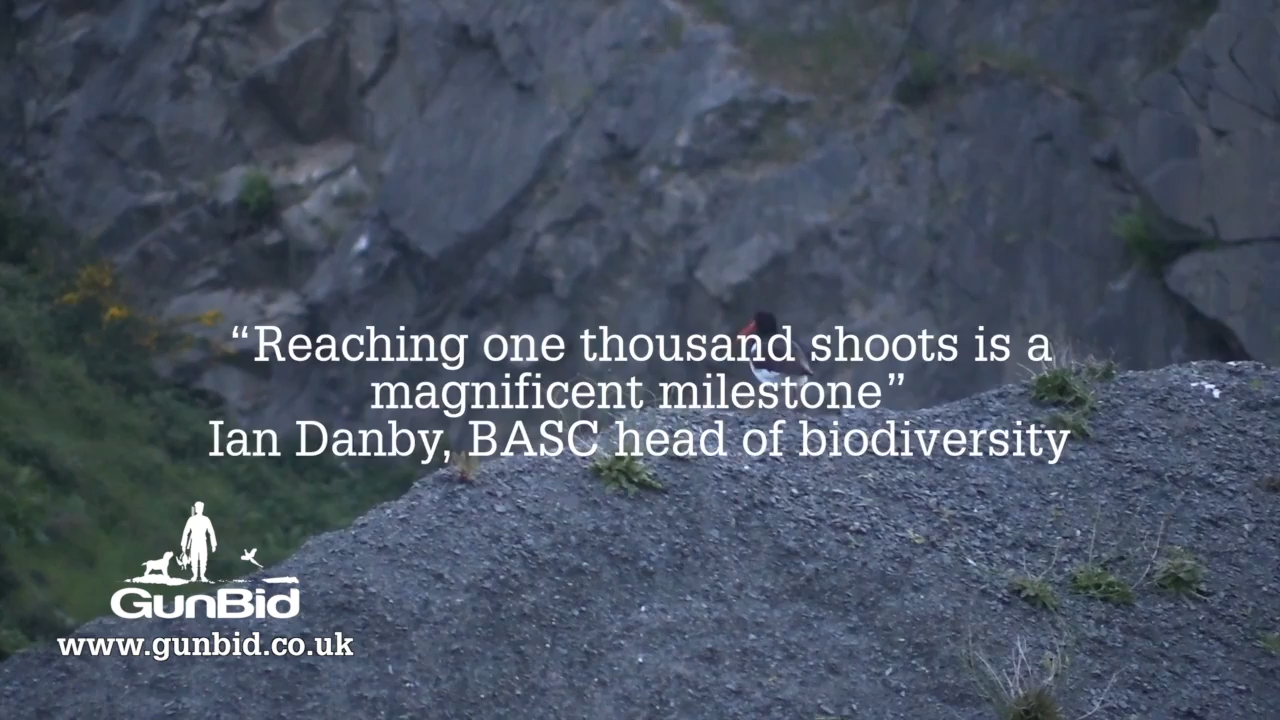 “Reaching one thousand shoots is a
magnificent milestone”
Ian Danby, BASC head of biodiversity
GunBid
www.gunbid.co.uk